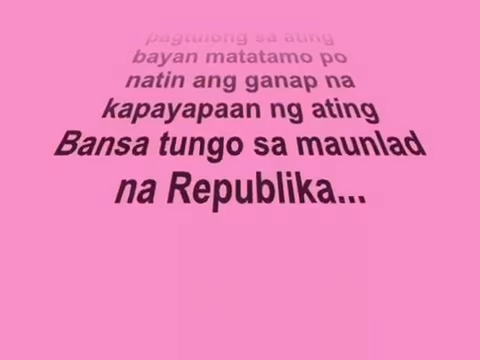 pagtulong sa ating
bayan matatamo po
natin ang ganap na
kapayapaan ng ating
Bansa tungo sa maunlad
na Republika...